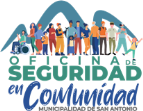 OFICINA DE
SEGURIDAD
en Comunidad
MUNICIPALIDAD DE SAN ANTONIO